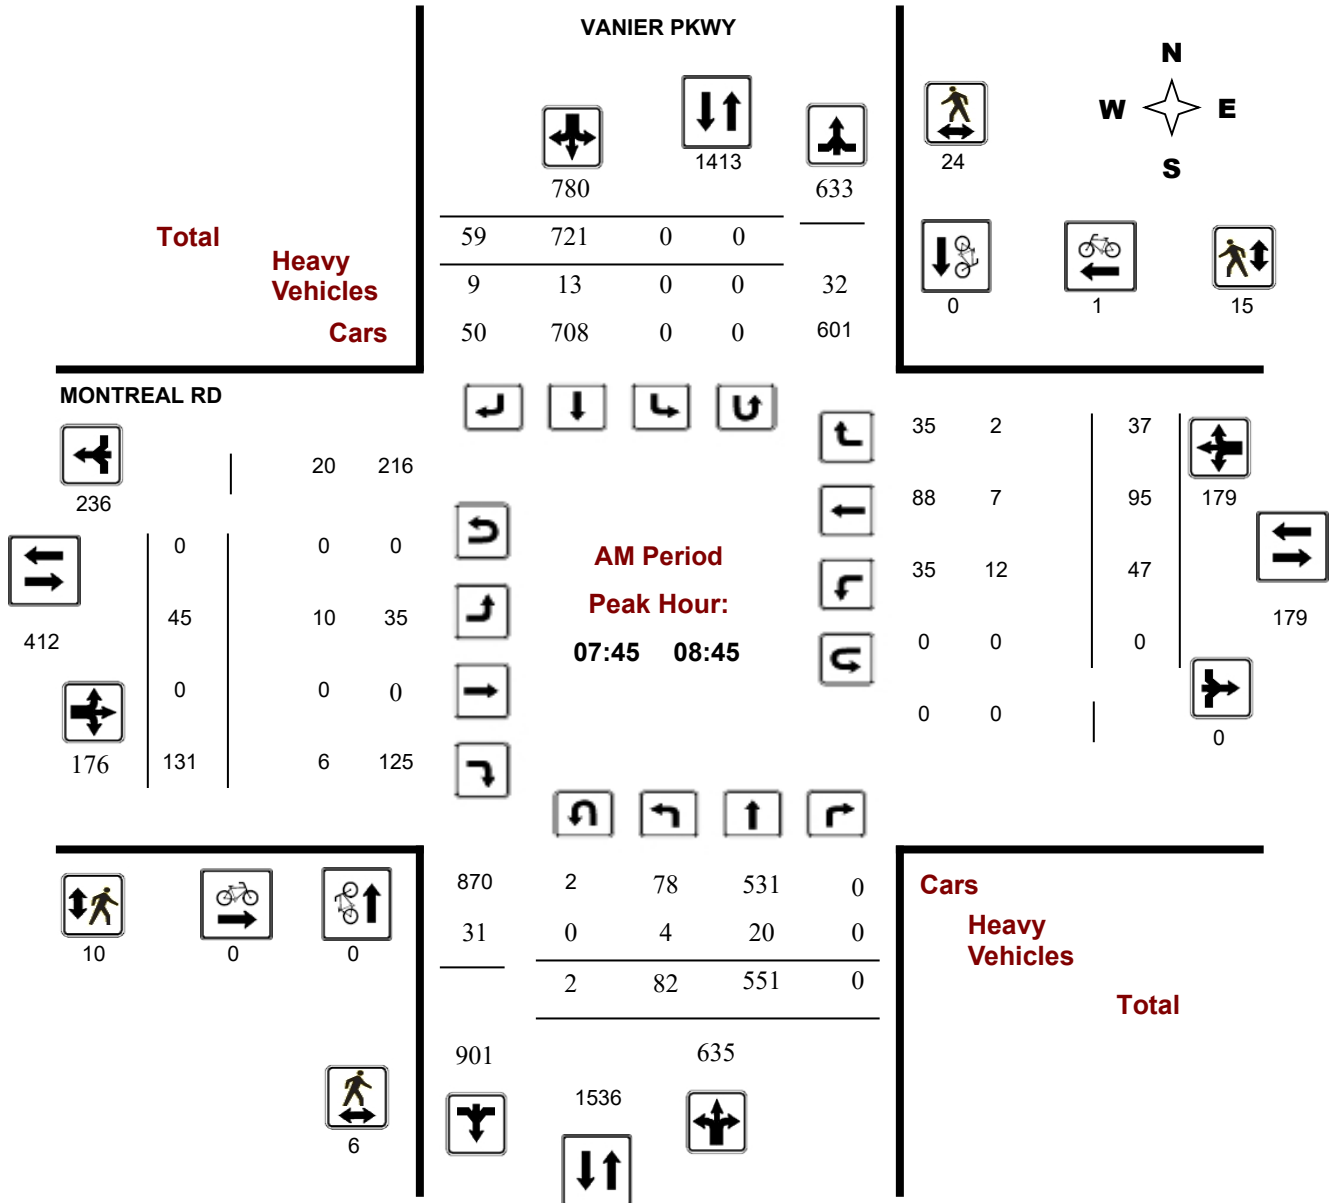 VANIER PKWY
N
W E
S
1413
24
780 633
Total 59 721 0 0
Heavy
Vehicles 9 13 0 0 32
Cars 50 708 0 0 601
0 1 15
MONTREAL RD
236 20 216
0 0 0
45 10 35
412
0 0 0
176 131 6 125
AM Period
Peak Hour:
07:45 08:45
35 2 37
88 7 95 179
35 12 47
179
0 0 0
0 0 0
10 0 0
870 2 78 531 0 Cars
31 0 4 20 0 Heavy
Vehicles
2 82 551 0 Total
901 635
1536
6